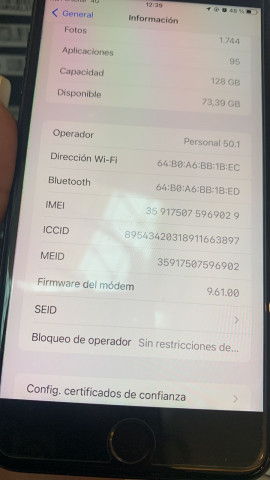 12:39
48 %
General
Información
Fotos 1.744
Aplicaciones 95
Capacidad 128 GB
Disponible 73,39 GB
Operador Personal 50.1
Dirección Wi-Fi 64:B0:A6:BB:1B:EC
Bluetooth 64:B0:A6:BB:1B:ED
IMEI 35 917507 596902 9
ICCID 89543420318911663897
MEID 35917507596902
Firmware del módem 9.61.00
SEID
Bloqueo de operador Sin restricciones de...
Config. certificados de confianza